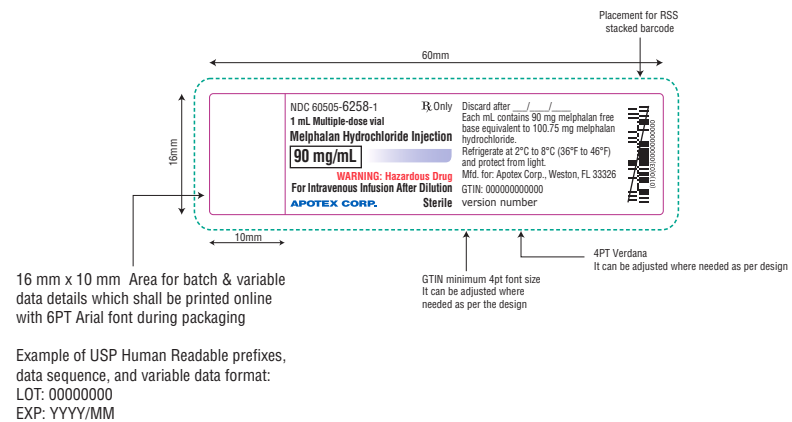 Placement for RSS
stacked barcode
60mm
16mm
NDC 60505-6258-1
℞ Only
1 mL Multiple-dose vial
Melphalan Hydrochloride Injection
90 mg/mL
WARNING: Hazardous Drug
For Intravenous Infusion After Dilution
APOTEX CORP.
Sterile
Discard after ___/____/____
Each mL contains 90 mg melphalan free
base equivalent to 100.75 mg melphalan
hydrochloride.
Refrigerate at 2°C to 8°C (36°F to 46°F)
and protect from light.
Mfd. for: Apotex Corp., Weston, FL 33326
GTIN: 000000000000
version number
10mm
16 mm x 10 mm Area for batch & variable
data details which shall be printed online
with 6PT Arial font during packaging
GTIN minimum 4pt font size
It can be adjusted where
needed as per the design
4PT Verdana
It can be adjusted where needed as per design
Example of USP Human Readable prefixes,
data sequence, and variable data format:
LOT: 00000000
EXP: YYYY/MM